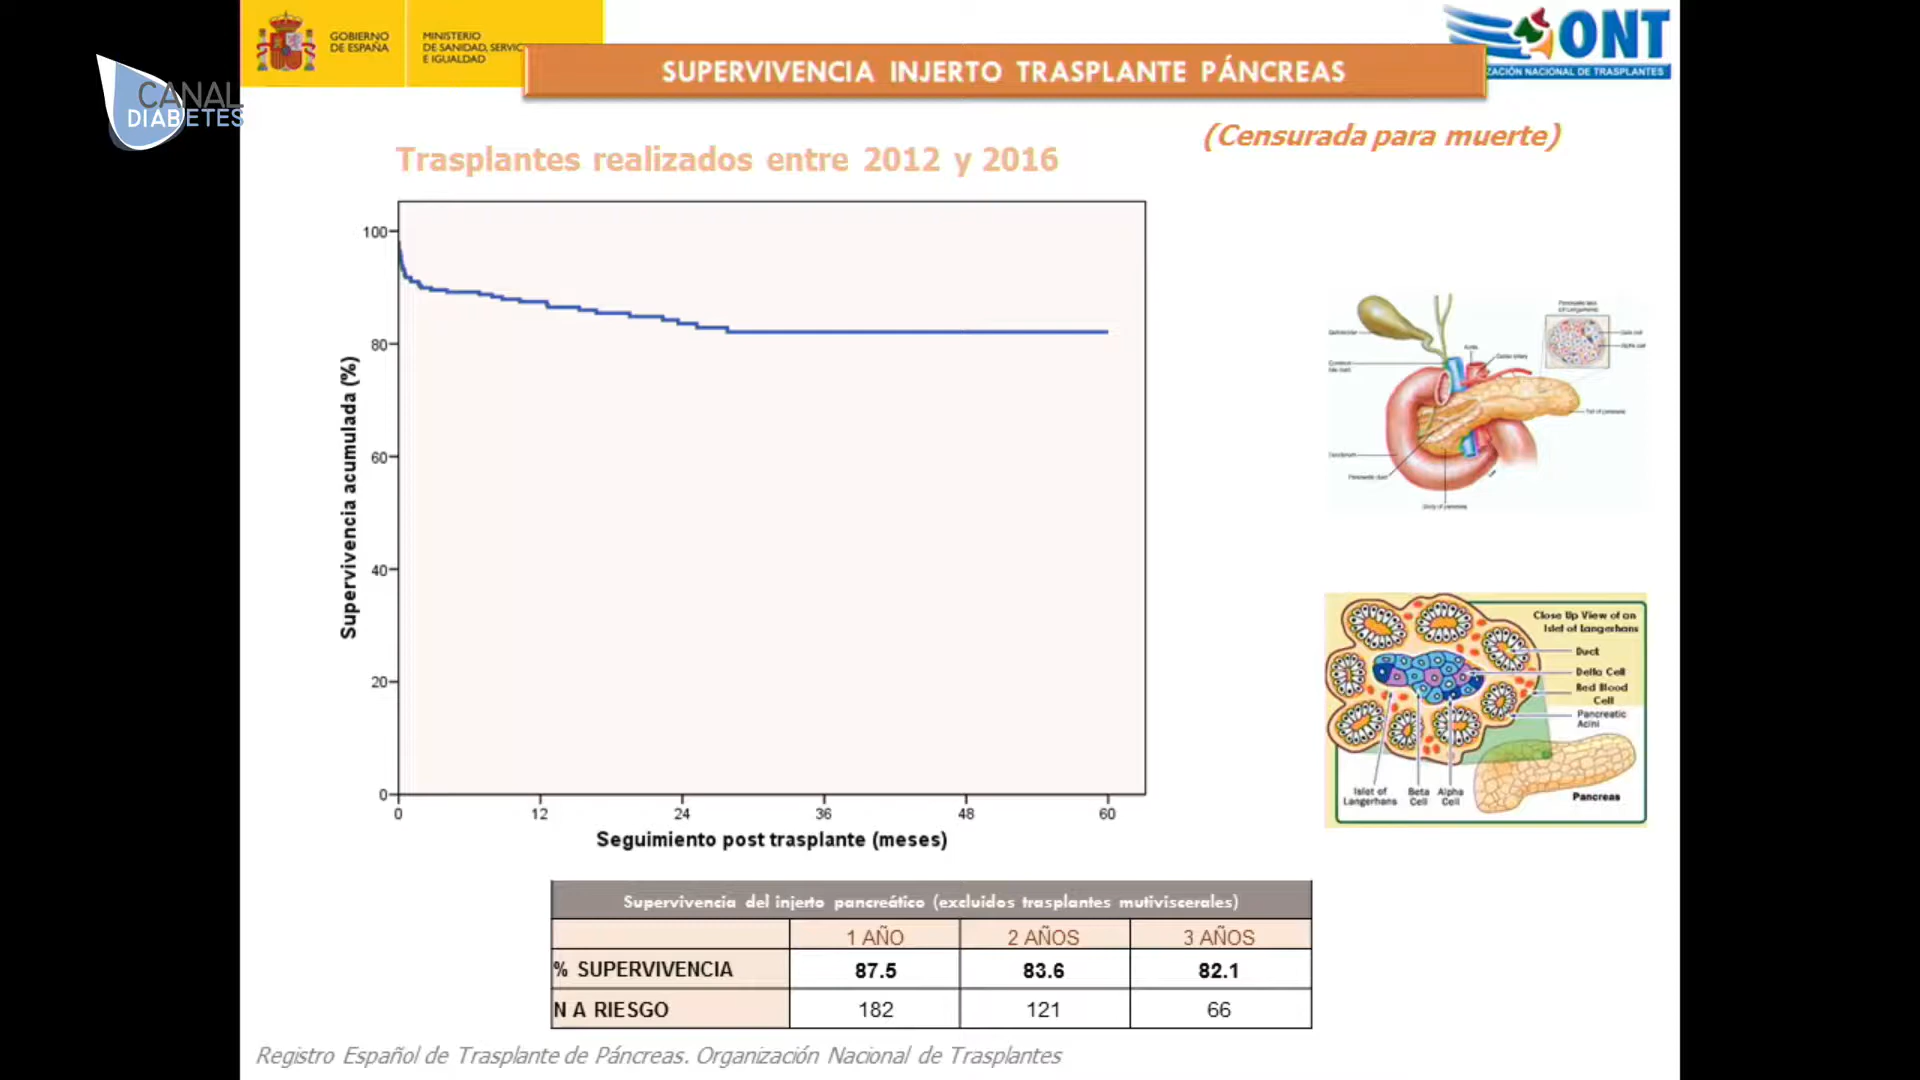 GOBIERNO
DE ESPAÑA
MINISTERIO
DE SANIDAD, SERVIC
E IGUALDAD
CANAL
DIABETES
SUPERVIVENCIA INJERTO TRASPLANTE PÁNCREAS
ONT
ZACIÓN NACIONAL DE TRASPLANTES
(Censurada para muerte)
Trasplantes realizados entre 2012 y 2016
Supervivencia acumulada (%)
100
80
60
40
20
0
0 12 24 36 48 60
Seguimiento post trasplante (meses)
Close Up View of an
Islet of Langerhans
Duct
Delta Cell
Red Blood
Cell
Pancreatic
Acini
Islet of
Langerhans
Beta
Cell
Alpha
Cell
Pancreas
Supervivencia del injerto pancreático (excluidos trasplantes mutiviscerales)
1 AÑO 2 AÑOS 3 AÑOS
% SUPERVIVENCIA 87.5 83.6 82.1
N A RIESGO 182 121 66
Registro Español de Trasplante de Páncreas. Organización Nacional de Trasplantes